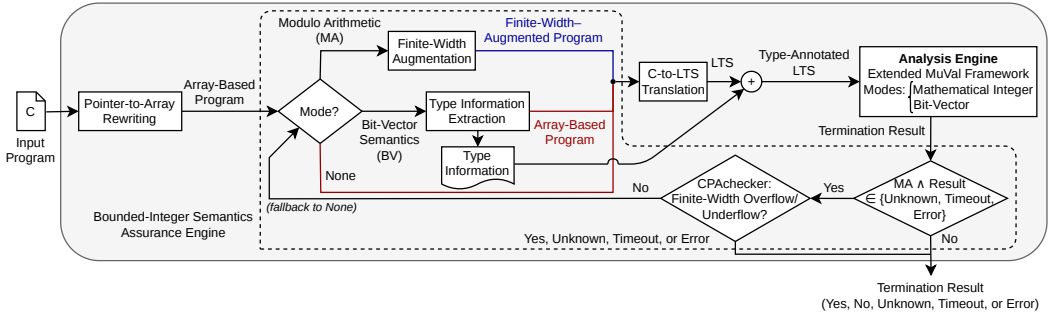 C
Input
Program
Pointer-to-Array
Rewriting
Array-Based
Program
Modulo Arithmetic
(MA)
Mode?
Finite-Width
Augmentation
Finite-Width–
Augmented Program
Bit-Vector
Semantics
(BV)
Type Information
Extraction
Array-Based
Program
Type
Information
None
(fallback to None)
C-to-LTS
Translation
LTS
+
Type-Annotated
LTS
Analysis Engine
Extended MuVal Framework
Modes: {Mathematical Integer
Bit-Vector
Termination Result
MA ∧ Result
∈ {Unknown, Timeout,
Error}
Yes
No
CPAchecker:
Finite-Width Overflow/
Underflow?
No
Yes, Unknown, Timeout, or Error
Bounded-Integer Semantics
Assurance Engine
Termination Result
(Yes, No, Unknown, Timeout, or Error)